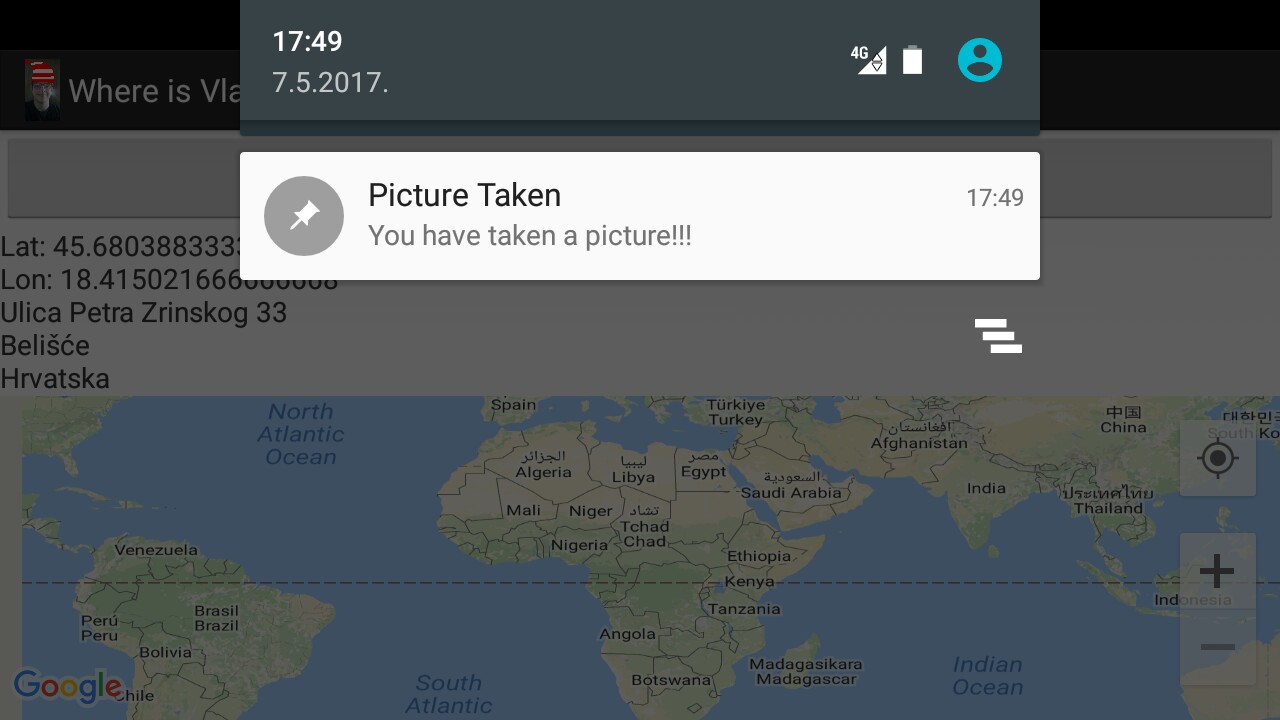 17:49
7.5.2017.
4G
Where is Vla
Picture Taken
17:49
You have taken a picture!!!
Lat: 45.6803883333
Lon: 18.415021666666668
Ulica Petra Zrinskog 33
Belišće
Hrvatska
North
Atlantic
Ocean
Spain
Türkiye
Turkey
افغانستان
Afghanistan
中国
China
대한민국
South Ko
الجزائر
Algeria
ليبيا
Libya
مصر
Egypt
السعودية
Saudi Arabia
India
ประเทศไทย
Thailand
Mali
Niger
تشاد
Tchad
Chad
Nigeria
Ethiopia
Venezuela
Kenya
Indonesia
Tanzania
Brasil
Brazil
Perú
Peru
Angola
Bolivia
Madagasikara
Madagascar
Botswana
Indian
Ocean
South
Atlantic
Google
Chile